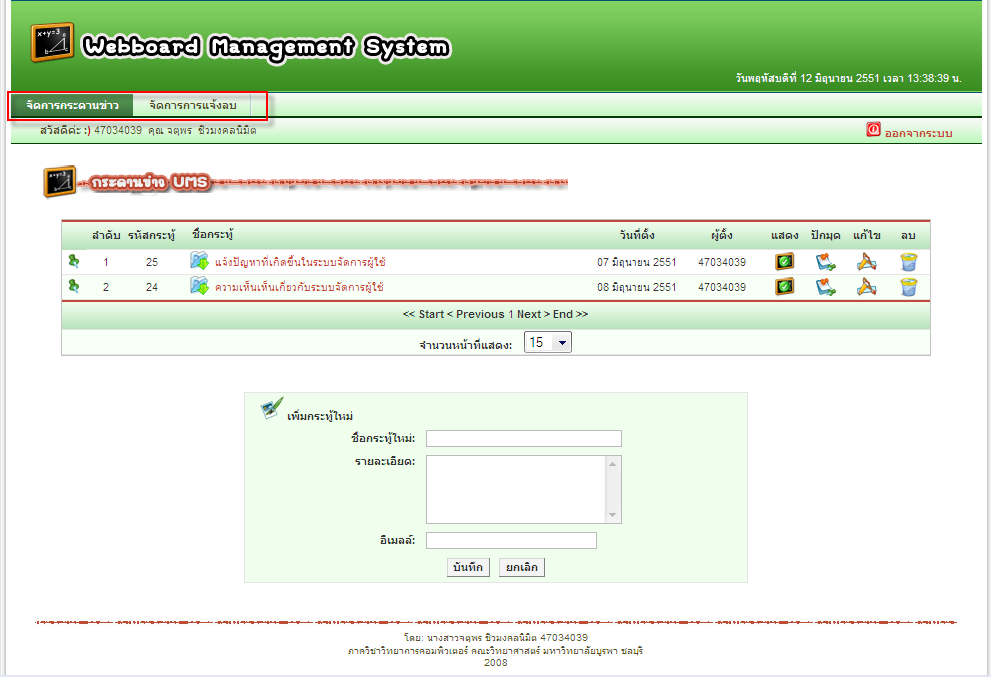 x+y=3
Webboard Management System
วันพฤหัสบดีที่ 12 มิถุนายน 2551 เวลา 13:38:39 น.
จัดการกระดานข่าว จัดการการแจ้งลบ
สวัสดีค่ะ :) 47034039 คุณ จตุพร ชิวมงคลนิมิต ออกจากระบบ
กระดานข่าว UMS
ลำดับ รหัสกระทู้ ชื่อกระทู้ วันที่ตั้ง ผู้ตั้ง แสดง ปักมุด แก้ไข ลบ
1 25 แจ้งปัญหาที่เกิดขึ้นในระบบจัดการผู้ใช้ 07 มิถุนายน 2551 47034039
2 24 ความเห็นเห็นเกี่ยวกับระบบจัดการผู้ใช้ 08 มิถุนายน 2551 47034039
<< Start < Previous 1 Next > End >>
จำนวนหน้าที่แสดง: 15
เพิ่มกระทู้ใหม่
ชื่อกระทู้ใหม่:
รายละเอียด:
อีเมลล์:
บันทึก ยกเลิก
โดย: นางสาวจตุพร ชิวมงคลนิมิต 47034039
ภาควิชาวิทยาการคอมพิวเตอร์ คณะวิทยาศาสตร์ มหาวิทยาลัยบูรพา ชลบุรี
2008